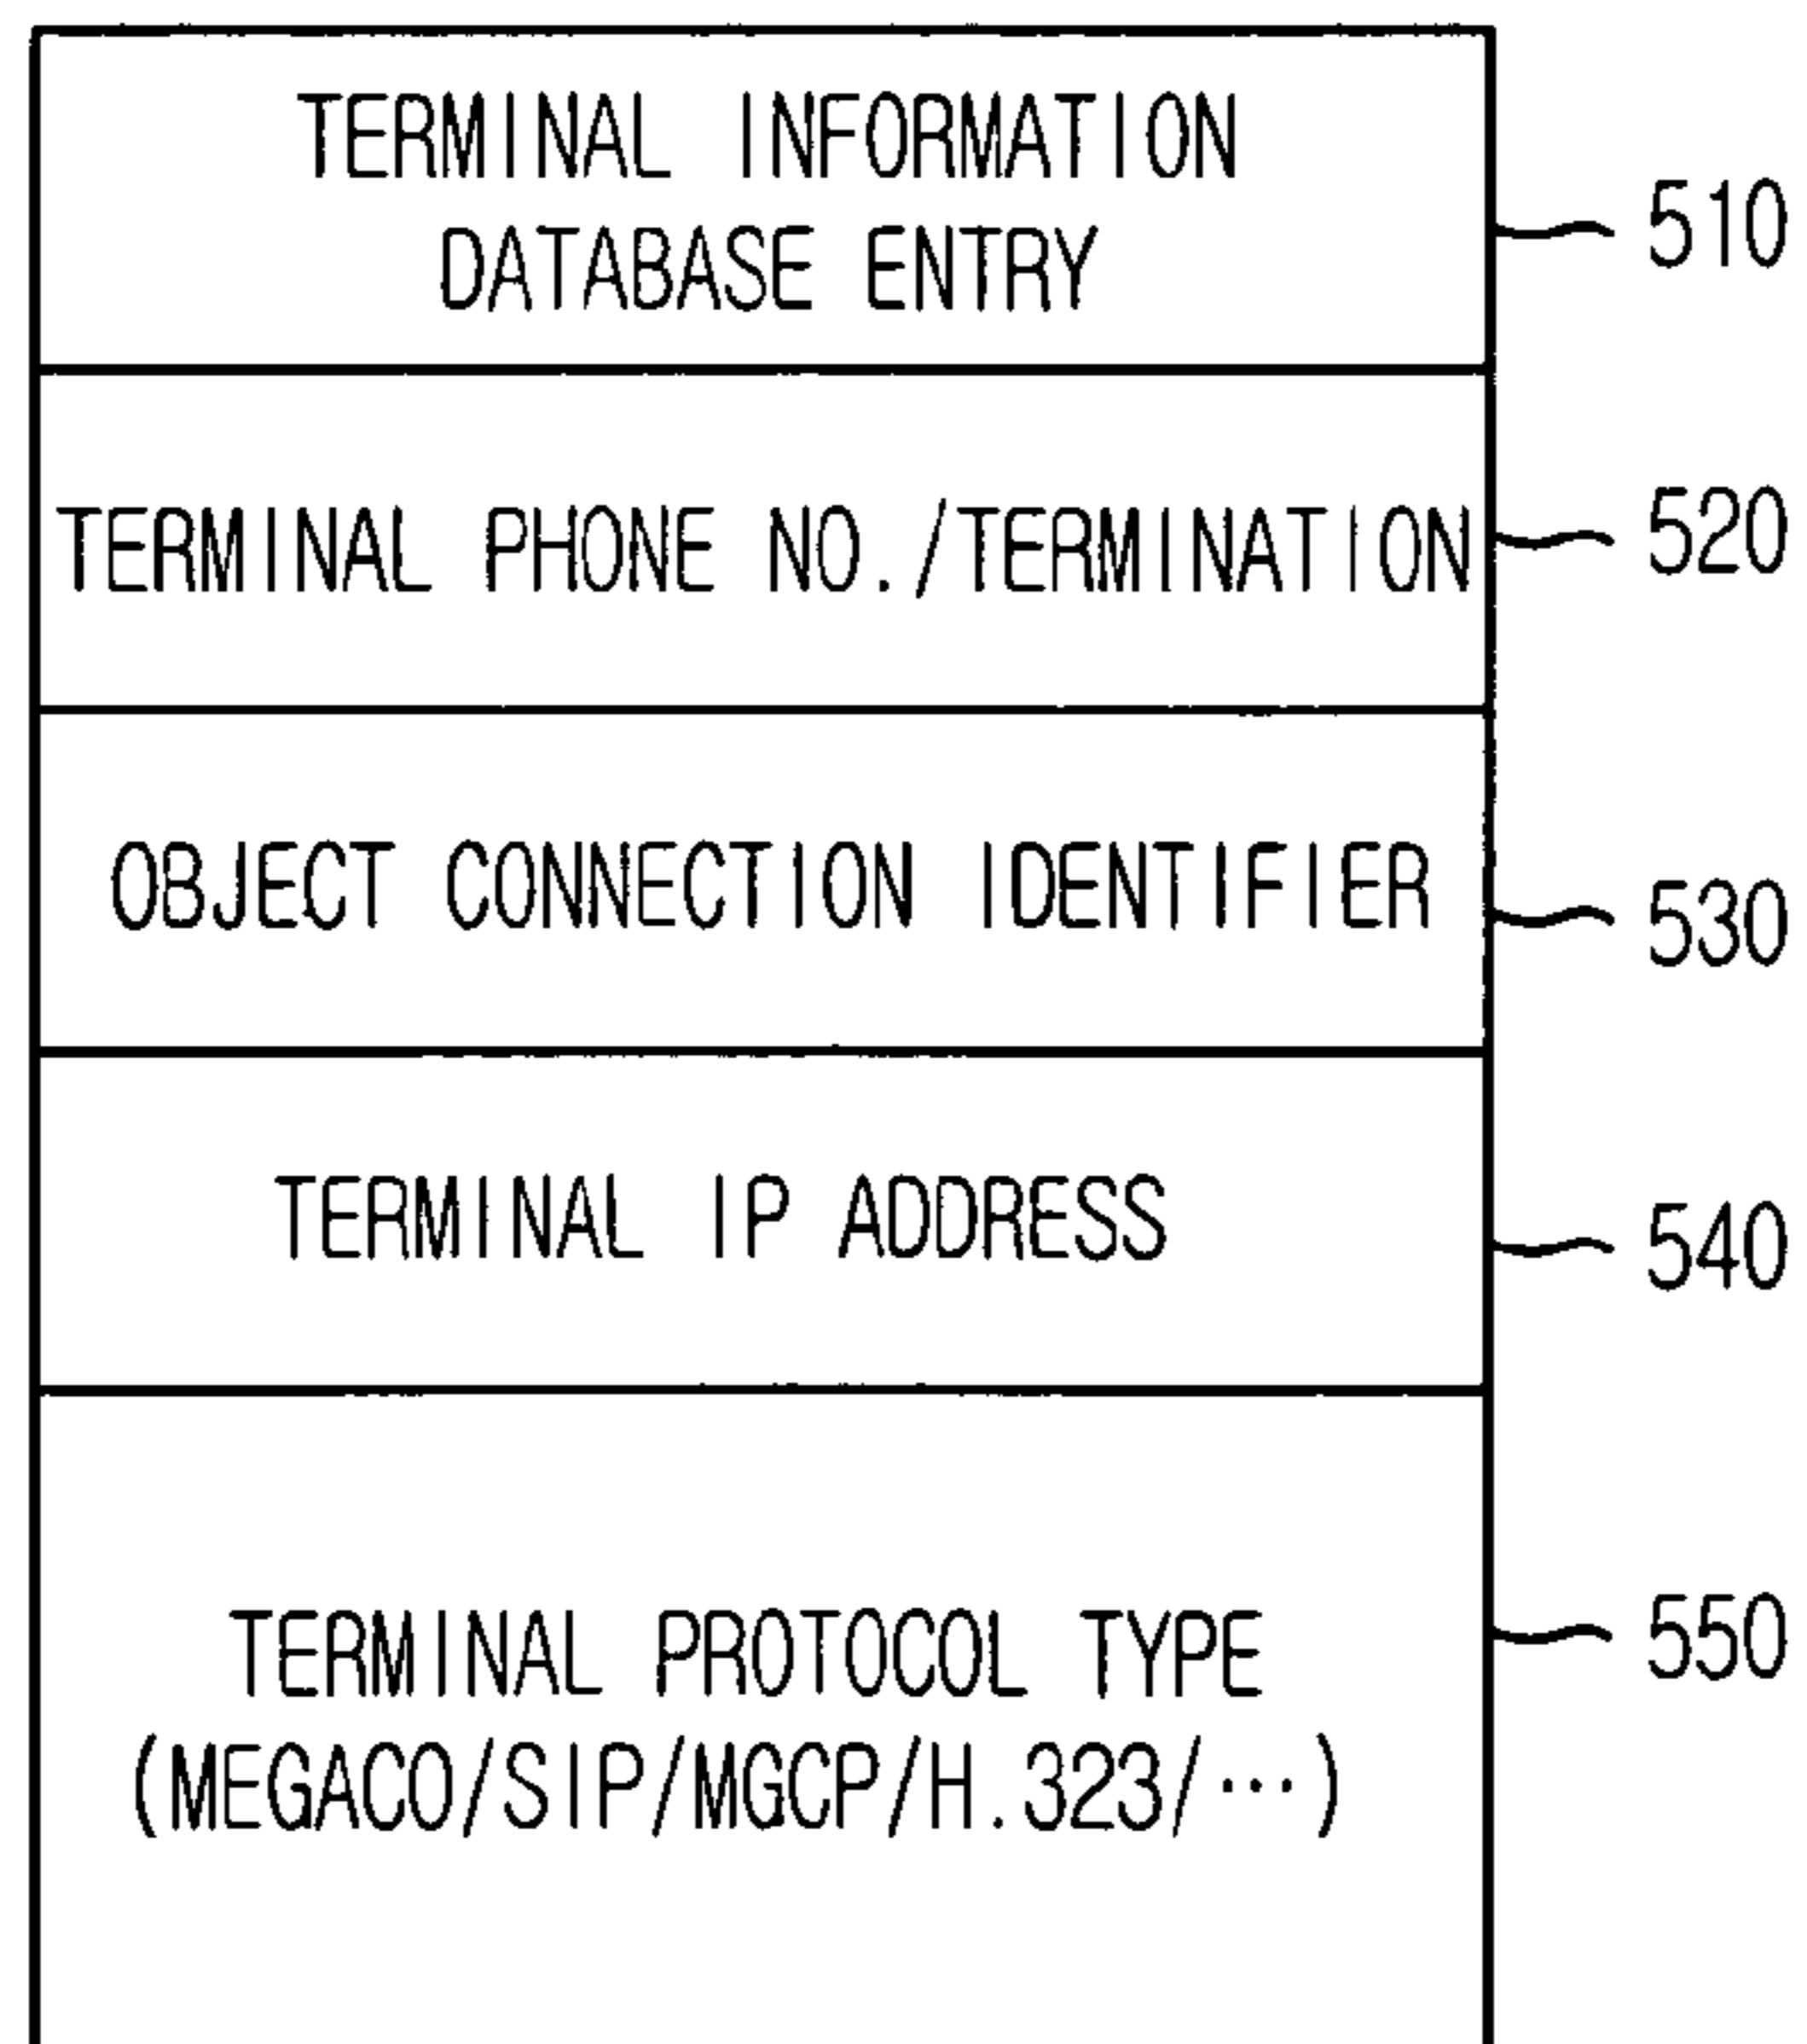 TERMINAL INFORMATION
DATABASE ENTRY
510
TERMINAL PHONE NO./TERMINATION
520
OBJECT CONNECTION IDENTIFIER
530
TERMINAL IP ADDRESS
540
TERMINAL PROTOCOL TYPE
550
(MEGACO/SIP/MGCP/H.323/···)